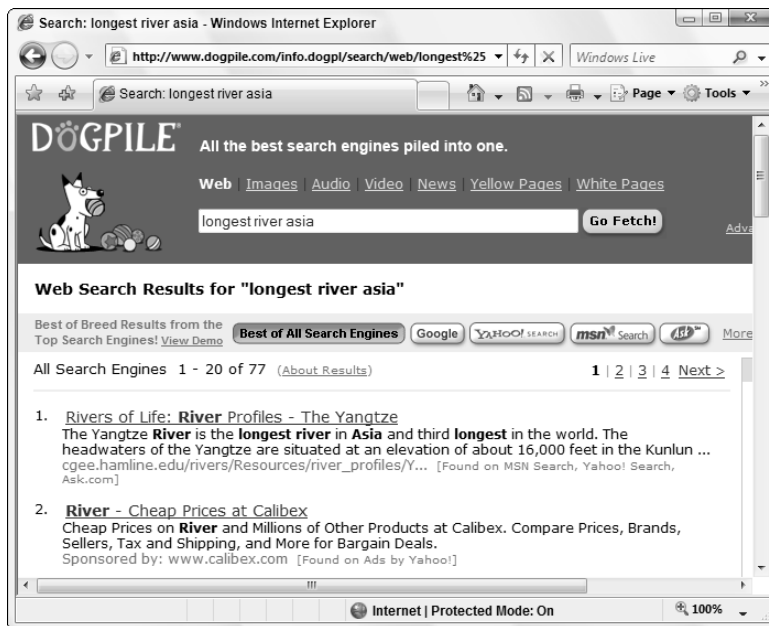 Search: longest river asia - Windows Internet Explorer
http://www.dogpile.com/info.dogpl/search/web/longest%25
Windows Live
Search: longest river asia
Page
Tools
DOGPILE
All the best search engines piled into one.
Web | Images | Audio | Video | News | Yellow Pages | White Pages
longest river asia
Go Fetch!
Adva
Web Search Results for "longest river asia"
Best of Breed Results from the
Top Search Engines! View Demo
Best of All Search Engines
Google
YAHOO! SEARCH
msn Search
Ask
More
All Search Engines 1 - 20 of 77 (About Results)
1 | 2 | 3 | 4 Next >
1. Rivers of Life: River Profiles - The Yangtze
The Yangtze River is the longest river in Asia and third longest in the world. The
headwaters of the Yangtze are situated at an elevation of about 16,000 feet in the Kunlun ...
cgee.hamline.edu/rivers/Resources/river_profiles/Y... [Found on MSN Search, Yahoo! Search,
Ask.com]
2. River - Cheap Prices at Calibex
Cheap Prices on River and Millions of Other Products at Calibex. Compare Prices, Brands,
Sellers, Tax and Shipping, and More for Bargain Deals.
Sponsored by: www.calibex.com [Found on Ads by Yahoo!]
Internet | Protected Mode: On
100%